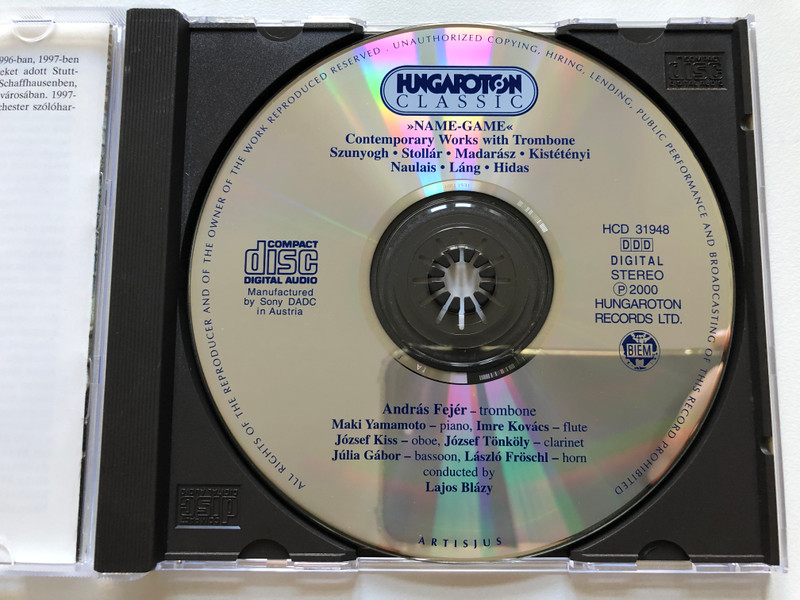 996-ban, 1997-ben
eket adott Stutt-
Schaffhausenben,
városában. 1997-
chester szólóhar-
ALL RIGHTS OF THE REPRODUCER AND OF THE OWNER OF THE WORK REPRODUCED RESERVED . UNAUTHORIZED COPYING, HIRING, LENDING, PUBLIC PERFORMANCE AND BROADCASTING OF THIS RECORD PROHIBITED
HUNGAROTON
CLASSIC
»NAME-GAME«
Contemporary Works with Trombone
Szunyogh • Stollár • Madarász • Kistétényi
Naulais • Láng • Hidas
COMPACT
disc
DIGITAL AUDIO
Manufactured
by Sony DADC
in Austria
HCD 31948
DDD
DIGITAL
STEREO
℗2000
HUNGAROTON
RECORDS LTD.
BIEM
András Fejér – trombone
Maki Yamamoto – piano, Imre Kovács – flute
József Kiss – oboe, József Tönköly – clarinet
Júlia Gábor – bassoon, László Fröschl – horn
conducted by
Lajos Blázy
ARTISJUS
COMPACT
disc